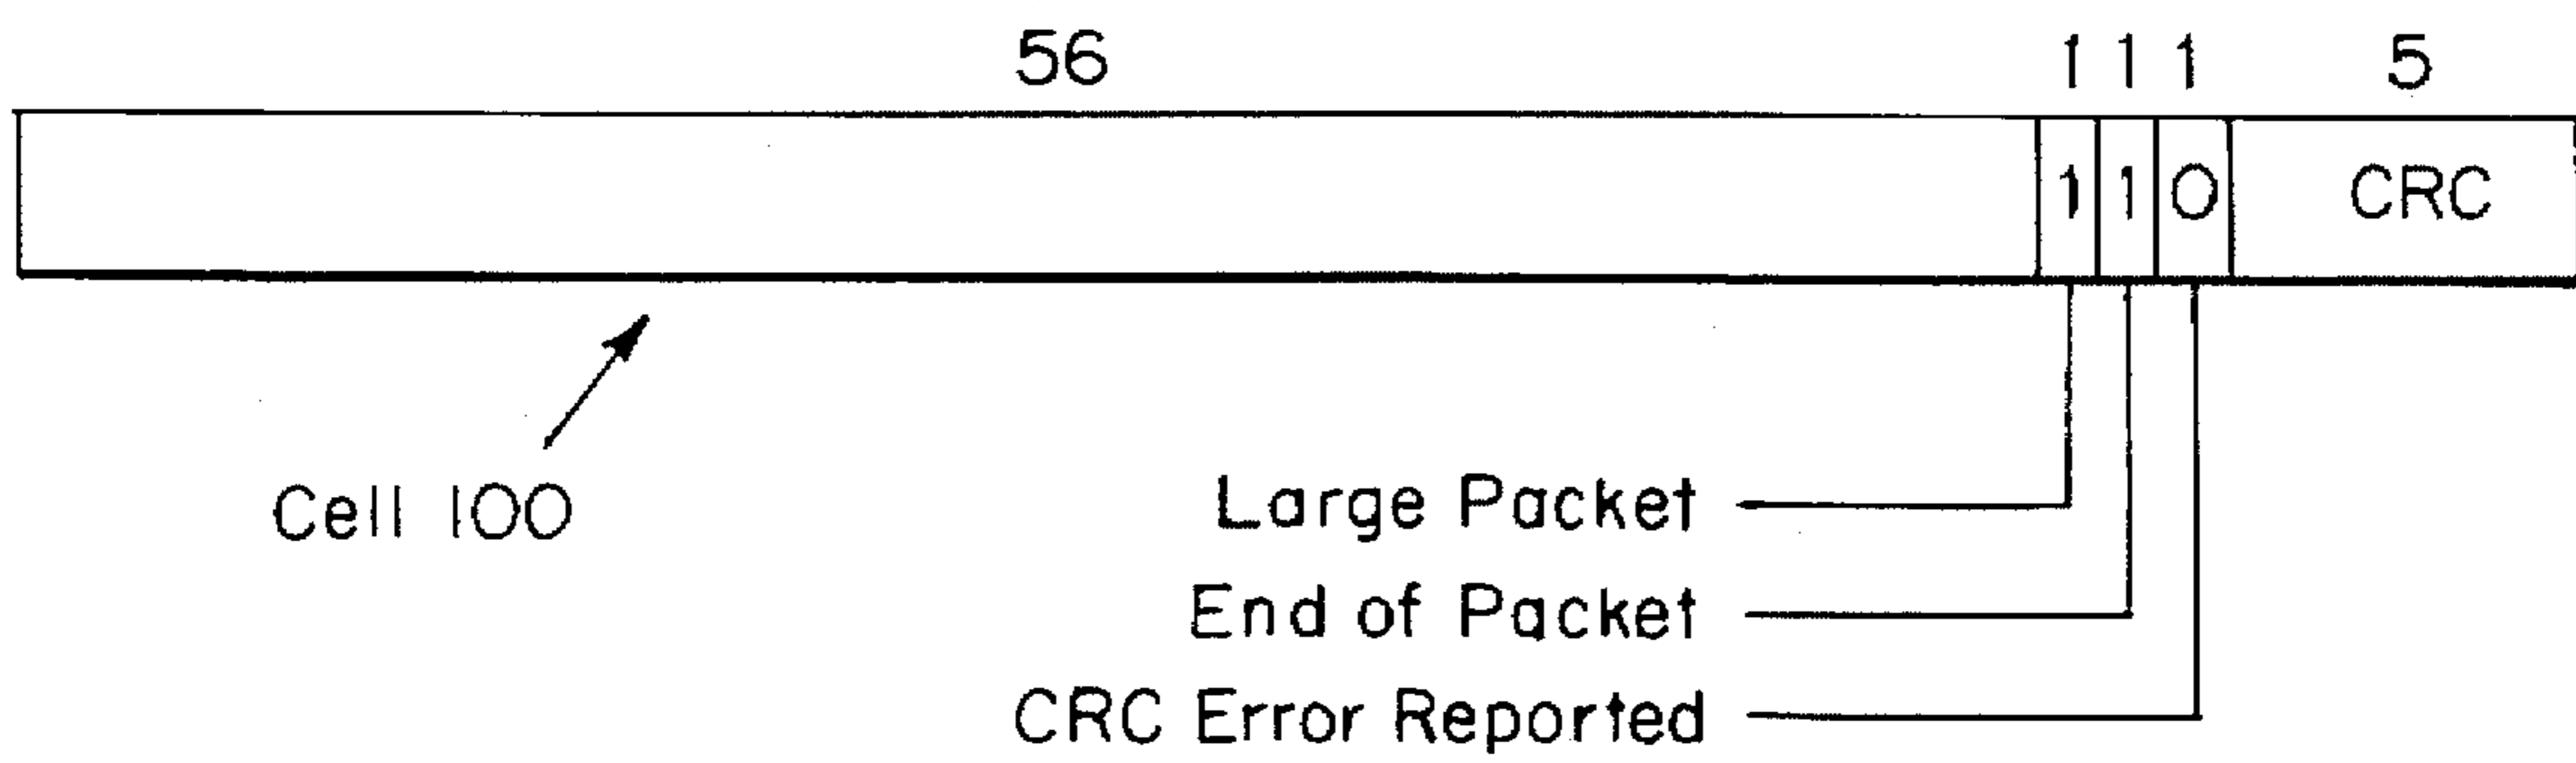 56 1 1 1 5
1 1 0 CRC
Cell 100
Large Packet
End of Packet
CRC Error Reported